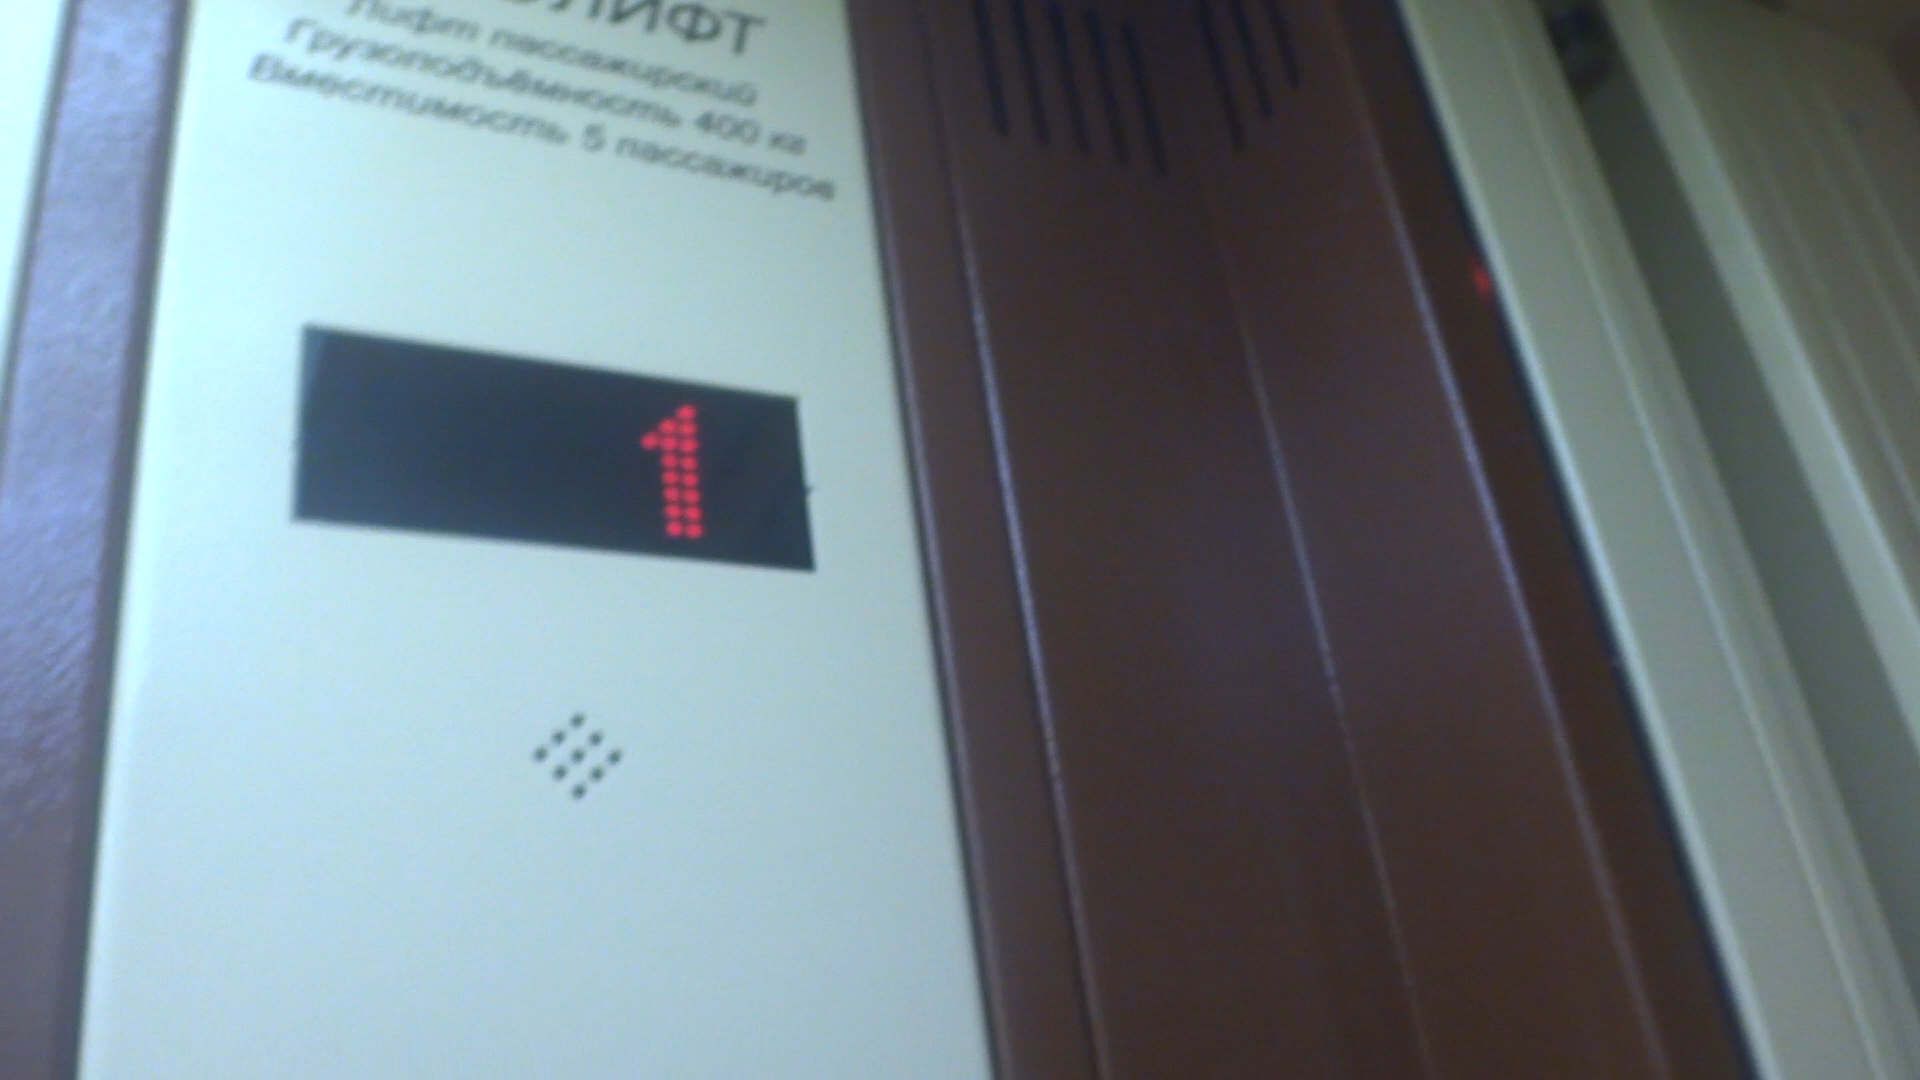 ЛИФТ
Лифт пассажирский
Грузоподъёмность 400 кг
Вместимость 5 пассажиров
1